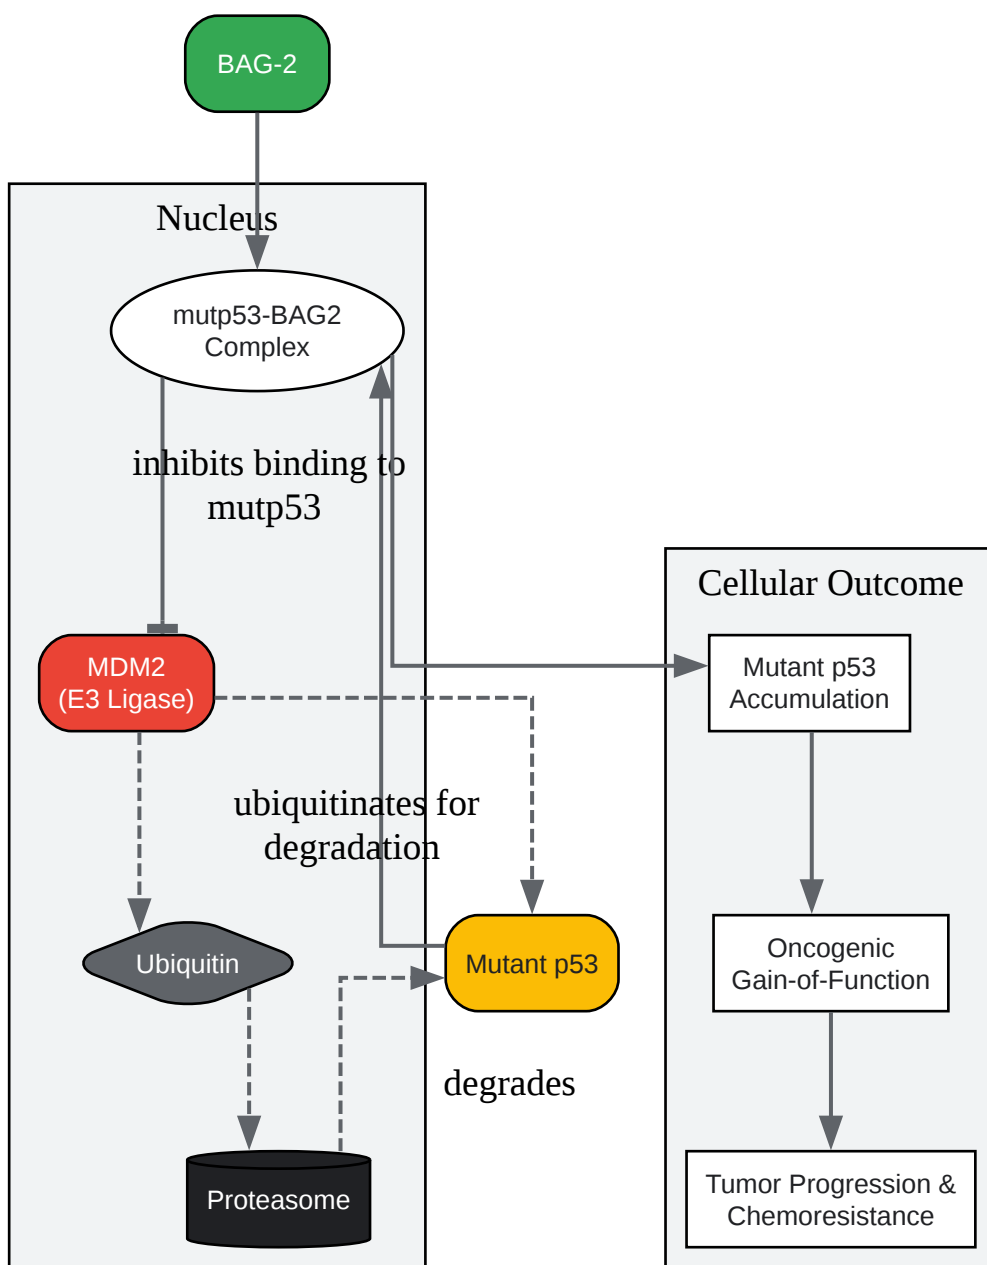 BAG-2
Nucleus
mutp53-BAG2
Complex
inhibits binding to
mutp53
Cellular Outcome
MDM2
(E3 Ligase)
Mutant p53
Accumulation
ubiquitinates for
degradation
Ubiquitin
Mutant p53
Oncogenic
Gain-of-Function
degrades
Proteasome
Tumor Progression &
Chemoresistance